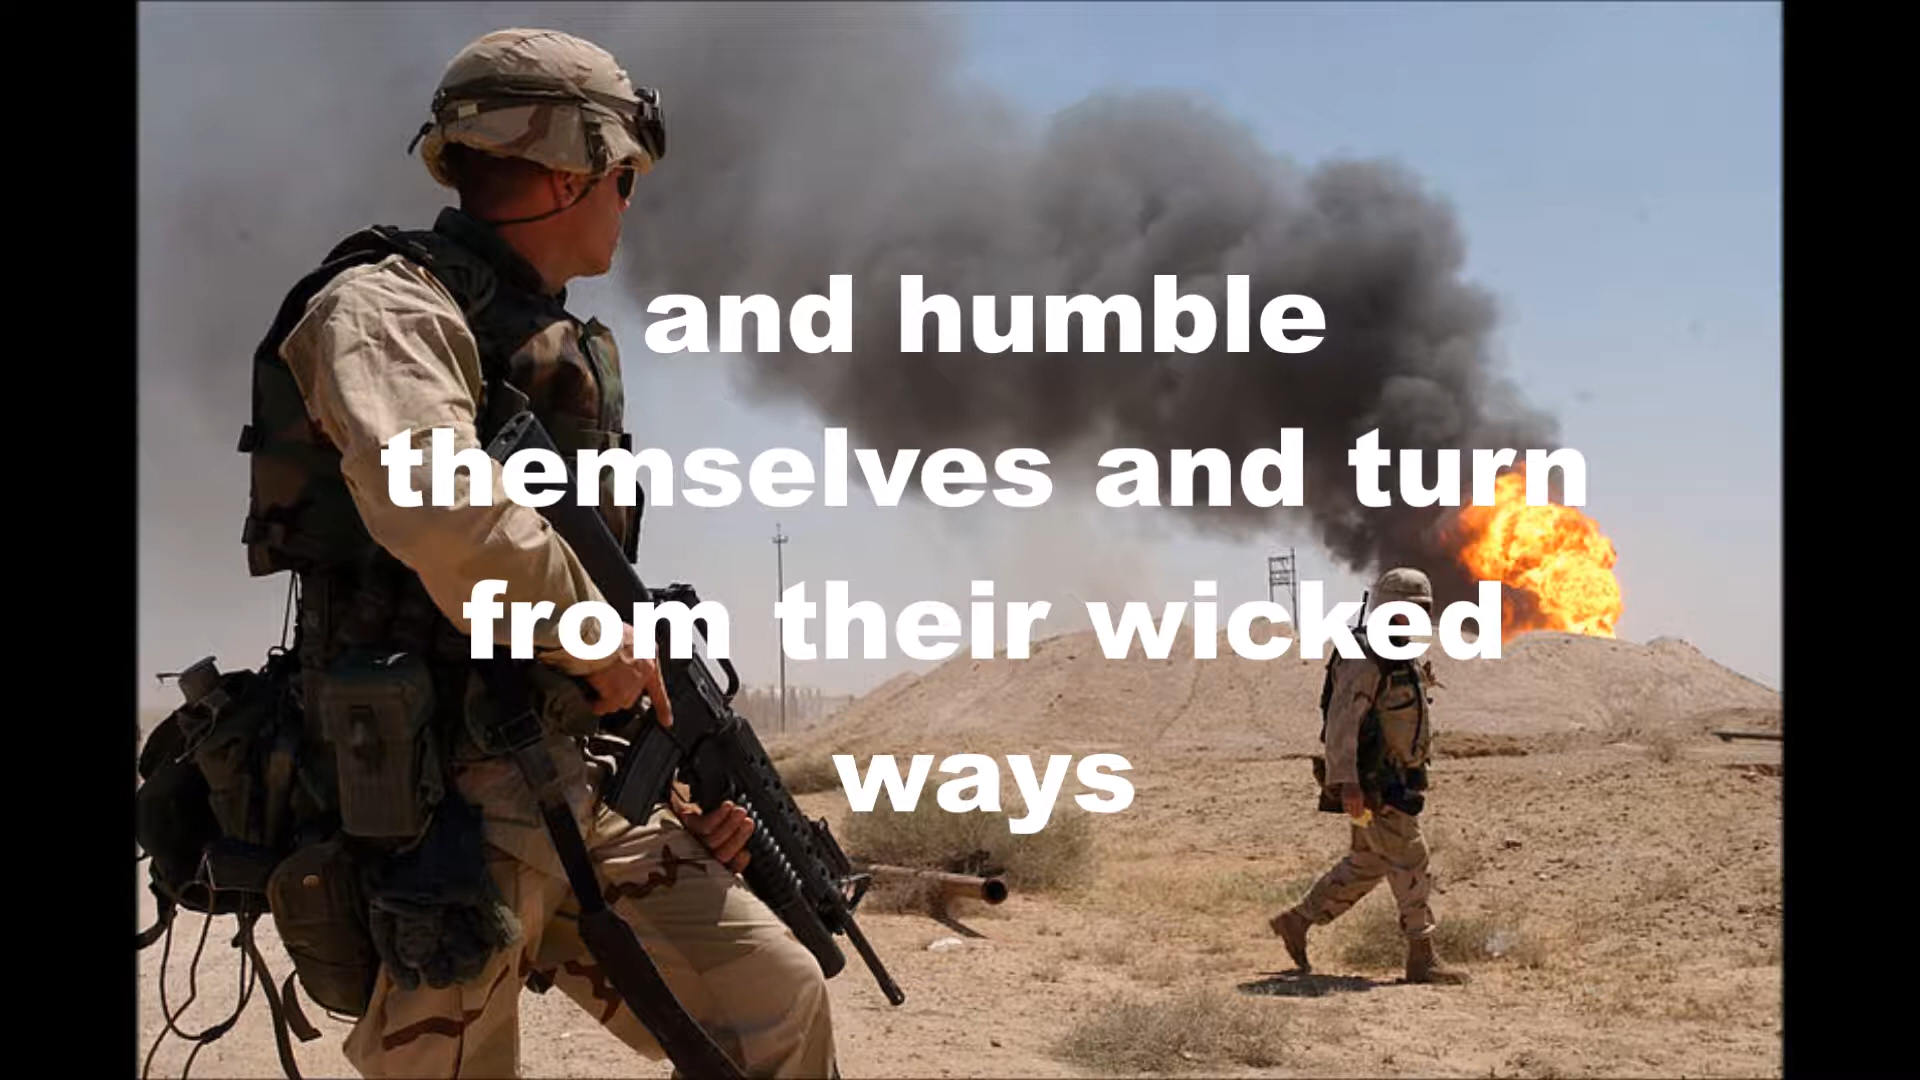 and humble
themselves and turn
from their wicked
ways